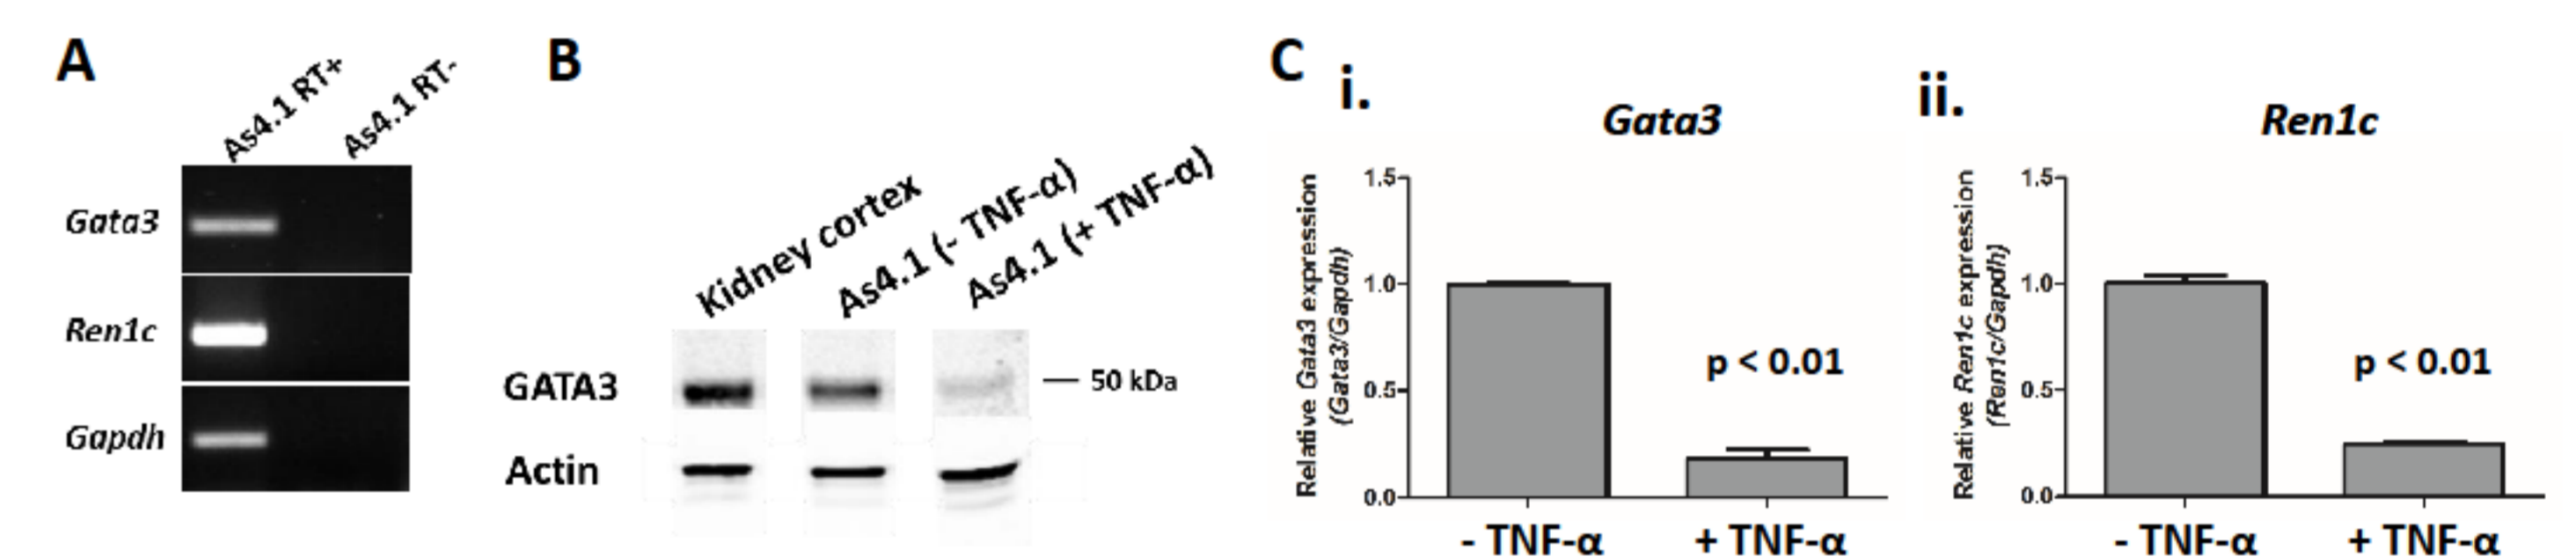 A
As4.1 RT+
As4.1 RT-
Gata3
Ren1c
Gapdh
B
Kidney cortex
As4.1 (- TNF-α)
As4.1 (+ TNF-α)
GATA3
50 kDa
Actin
C
i.
Gata3
Relative Gata3 expression
(Gata3/Gapdh)
1.5
1.0
0.5
0.0
p < 0.01
- TNF-α
+ TNF-α
ii.
Ren1c
Relative Ren1c expression
(Ren1c/Gapdh)
1.5
1.0
0.5
0.0
p < 0.01
- TNF-α
+ TNF-α